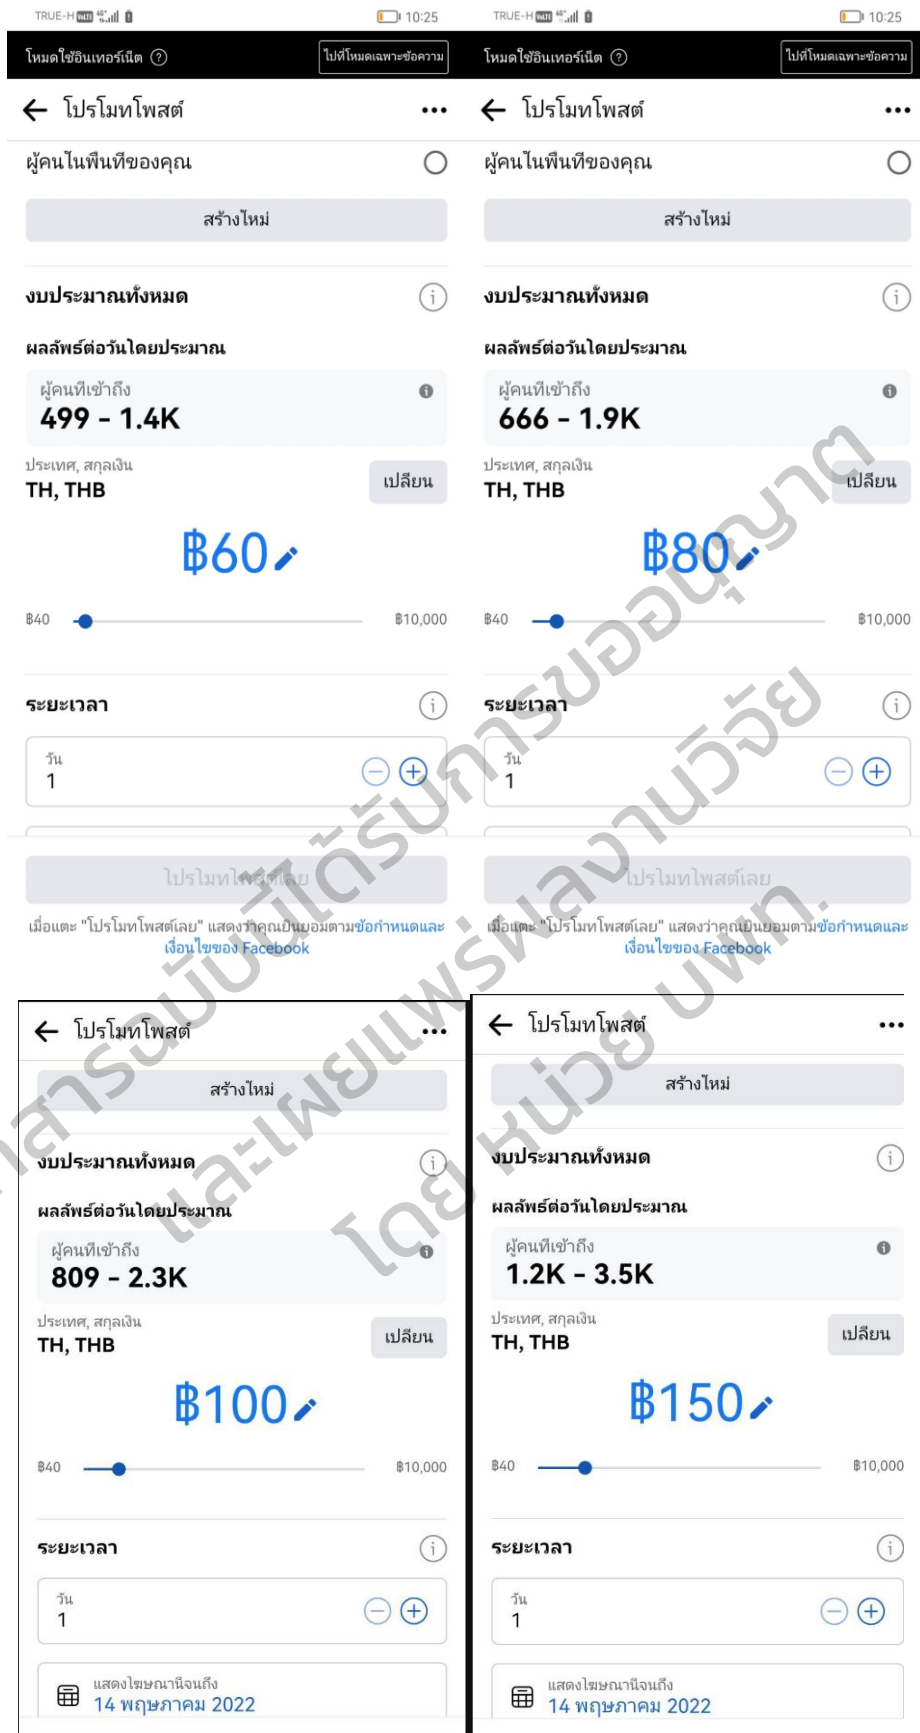 TRUE-H VoLTE 10:25
โหมดใช้อินเทอร์เน็ต ไปที่โหมดเฉพาะข้อความ
โปรโมทโพสต์
ผู้คนในพื้นที่ของคุณ
สร้างใหม่
งบประมาณทั้งหมด
ผลลัพธ์ต่อวันโดยประมาณ
ผู้คนที่เข้าถึง
499 - 1.4K
ประเทศ, สกุลเงิน
TH, THB
เปลี่ยน
฿60
฿40 ฿10,000
ระยะเวลา
วัน
1
โปรโมทโพสต์เลย
เมื่อแตะ "โปรโมทโพสต์เลย" แสดงว่าคุณยินยอมตามข้อกำหนดและ
เงื่อนไขของ Facebook
TRUE-H VoLTE 10:25
โหมดใช้อินเทอร์เน็ต ไปที่โหมดเฉพาะข้อความ
โปรโมทโพสต์
ผู้คนในพื้นที่ของคุณ
สร้างใหม่
งบประมาณทั้งหมด
ผลลัพธ์ต่อวันโดยประมาณ
ผู้คนที่เข้าถึง
666 - 1.9K
ประเทศ, สกุลเงิน
TH, THB
เปลี่ยน
฿80
฿40 ฿10,000
ระยะเวลา
วัน
1
โปรโมทโพสต์เลย
เมื่อแตะ "โปรโมทโพสต์เลย" แสดงว่าคุณยินยอมตามข้อกำหนดและ
เงื่อนไขของ Facebook
โปรโมทโพสต์
สร้างใหม่
งบประมาณทั้งหมด
ผลลัพธ์ต่อวันโดยประมาณ
ผู้คนที่เข้าถึง
809 - 2.3K
ประเทศ, สกุลเงิน
TH, THB
เปลี่ยน
฿100
฿40 ฿10,000
ระยะเวลา
วัน
1
แสดงโฆษณานี้จนถึง
14 พฤษภาคม 2022
โปรโมทโพสต์
สร้างใหม่
งบประมาณทั้งหมด
ผลลัพธ์ต่อวันโดยประมาณ
ผู้คนที่เข้าถึง
1.2K - 3.5K
ประเทศ, สกุลเงิน
TH, THB
เปลี่ยน
฿150
฿40 ฿10,000
ระยะเวลา
วัน
1
แสดงโฆษณานี้จนถึง
14 พฤษภาคม 2022
ฉบับนี้ได้รับการขออนุญาต
และเผยแพร่ผลงานวิจัย
โดย หน่วย บพท.